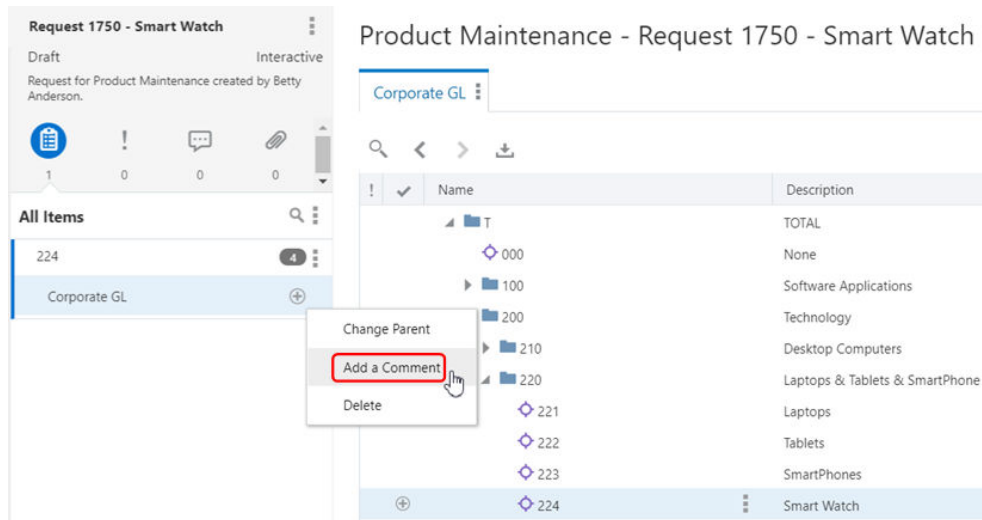 Request 1750 - Smart Watch
Draft Interactive
Request for Product Maintenance created by Betty
Anderson.
1 0 0 0
All Items
224 4
Corporate GL
Change Parent
Add a Comment
Delete
Product Maintenance - Request 1750 - Smart Watch
Corporate GL
! Name Description
T TOTAL
000 None
100 Software Applications
200 Technology
210 Desktop Computers
220 Laptops & Tablets & SmartPhone
221 Laptops
222 Tablets
223 SmartPhones
224 Smart Watch